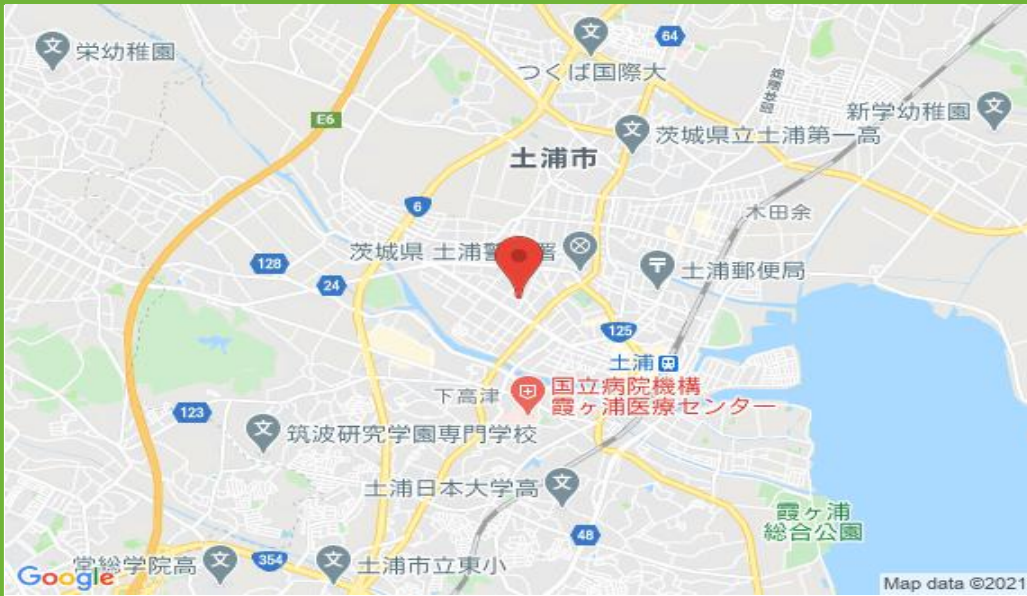 64
栄幼稚園
つくば国際大
新学幼稚園
E6
茨城県立土浦第一高
土浦市
6
木田余
茨城県 土浦警
署
128
土浦郵便局
24
125
土浦
国立病院機構
霞ヶ浦医療センター
下高津
123
筑波研究学園専門学校
土浦日本大学高
霞ヶ浦
総合公園
48
常総学院高
354
土浦市立東小
Google
Map data ©2021